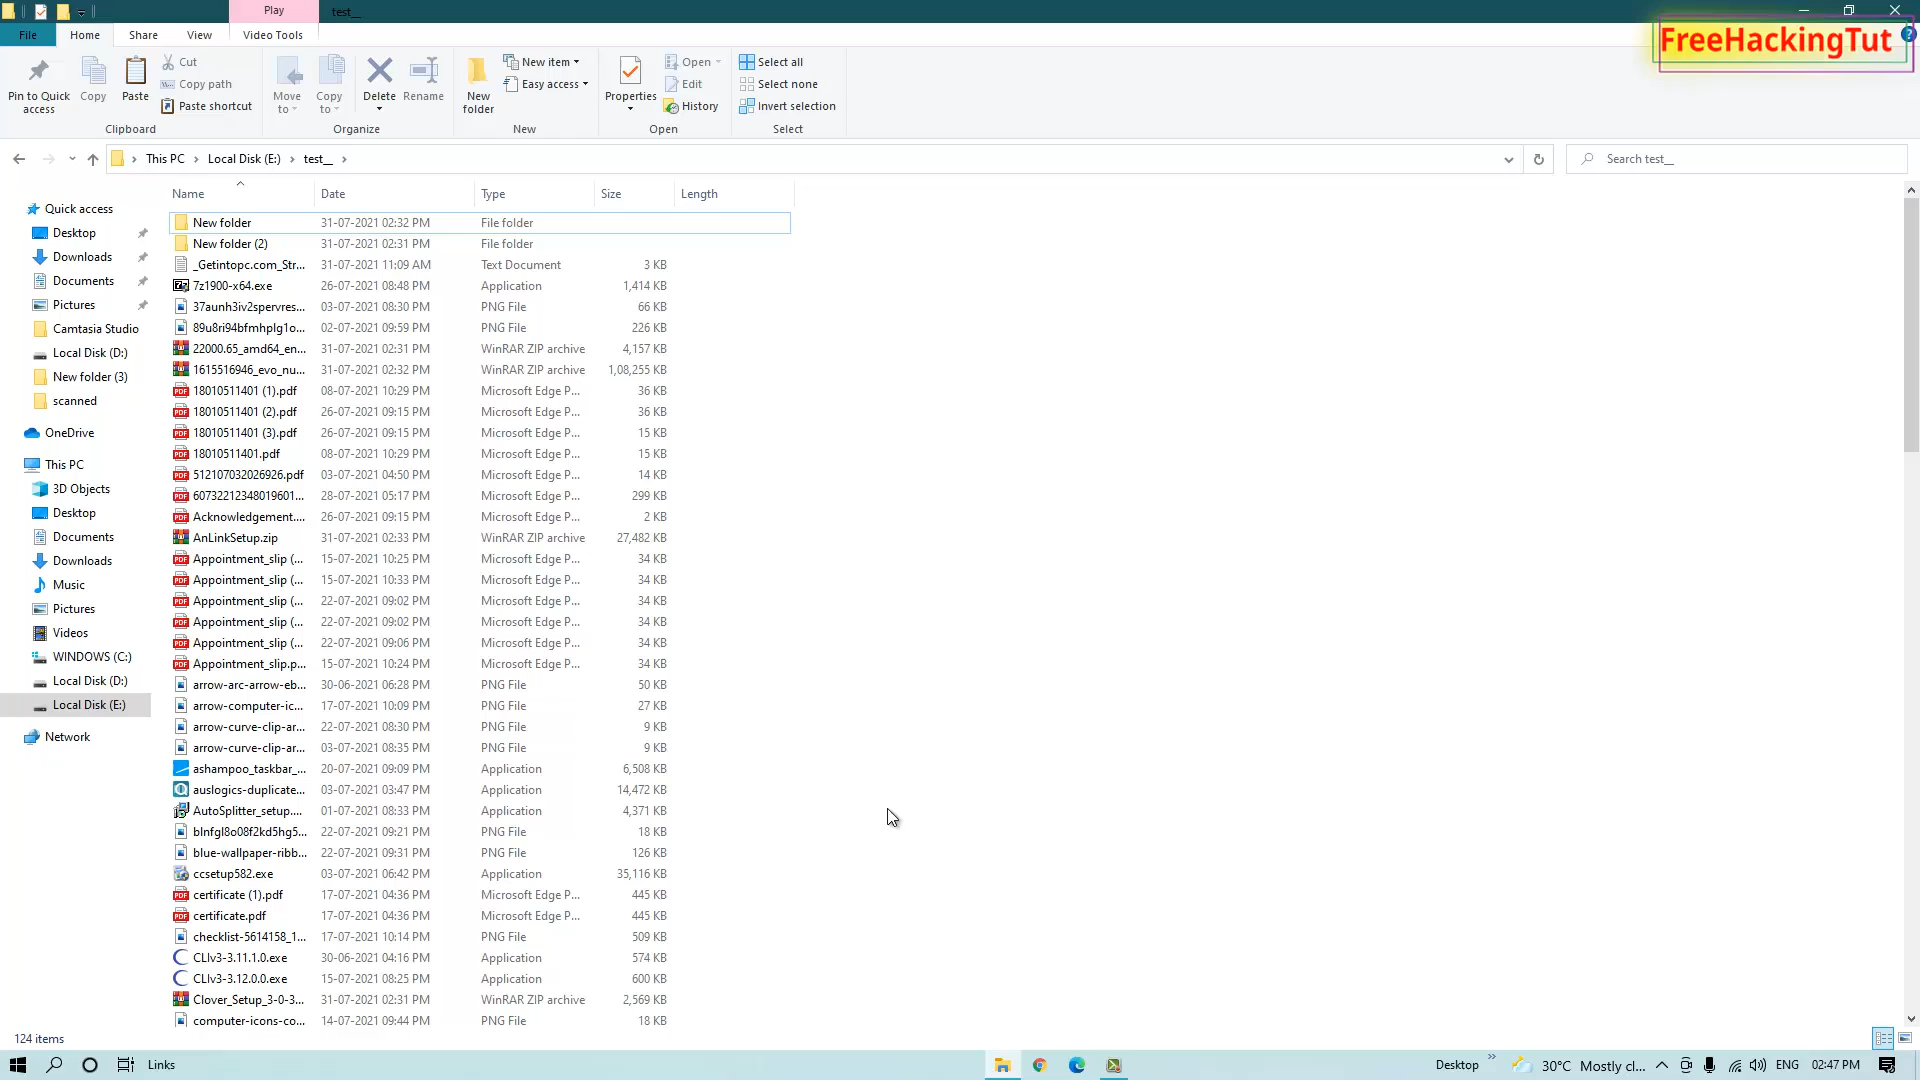 Play
test__
File
Home
Share
View
Video Tools
FreeHackingTut
Pin to Quick access
Copy
Paste
Cut
Copy path
Paste shortcut
Clipboard
Move to
Copy to
Delete
Rename
Organize
New folder
New item
Easy access
New
Properties
Open
Edit
History
Open
Select all
Select none
Invert selection
Select
This PC
Local Disk (E:)
test__
Search test__
Quick access
Desktop
Downloads
Documents
Pictures
Camtasia Studio
Local Disk (D:)
New folder (3)
scanned
OneDrive
This PC
3D Objects
Desktop
Documents
Downloads
Music
Pictures
Videos
WINDOWS (C:)
Local Disk (D:)
Local Disk (E:)
Network
Name Date Type Size Length
New folder 31-07-2021 02:32 PM File folder
New folder (2) 31-07-2021 02:31 PM File folder
_Getintopc.com_Str... 31-07-2021 11:09 AM Text Document 3 KB
7z1900-x64.exe 26-07-2021 08:48 PM Application 1,414 KB
37aunh3iv2spervres... 03-07-2021 08:30 PM PNG File 66 KB
89u8ri94bfmhplg1o... 02-07-2021 09:59 PM PNG File 226 KB
22000.65_amd64_en... 31-07-2021 02:31 PM WinRAR ZIP archive 4,157 KB
1615516946_evo_nu... 31-07-2021 02:32 PM WinRAR ZIP archive 1,08,255 KB
18010511401 (1).pdf 08-07-2021 10:29 PM Microsoft Edge P... 36 KB
18010511401 (2).pdf 26-07-2021 09:15 PM Microsoft Edge P... 36 KB
18010511401 (3).pdf 26-07-2021 09:15 PM Microsoft Edge P... 15 KB
18010511401.pdf 08-07-2021 10:29 PM Microsoft Edge P... 15 KB
512107032026926.pdf 03-07-2021 04:50 PM Microsoft Edge P... 14 KB
60732212348019601... 28-07-2021 05:17 PM Microsoft Edge P... 299 KB
Acknowledgement.... 26-07-2021 09:15 PM Microsoft Edge P... 2 KB
AnLinkSetup.zip 31-07-2021 02:33 PM WinRAR ZIP archive 27,482 KB
Appointment_slip (... 15-07-2021 10:25 PM Microsoft Edge P... 34 KB
Appointment_slip (... 15-07-2021 10:33 PM Microsoft Edge P... 34 KB
Appointment_slip (... 22-07-2021 09:02 PM Microsoft Edge P... 34 KB
Appointment_slip (... 22-07-2021 09:02 PM Microsoft Edge P... 34 KB
Appointment_slip (... 22-07-2021 09:06 PM Microsoft Edge P... 34 KB
Appointment_slip.p... 15-07-2021 10:24 PM Microsoft Edge P... 34 KB
arrow-arc-arrow-eb... 30-06-2021 06:28 PM PNG File 50 KB
arrow-computer-ic... 17-07-2021 10:09 PM PNG File 27 KB
arrow-curve-clip-ar... 22-07-2021 08:30 PM PNG File 9 KB
arrow-curve-clip-ar... 03-07-2021 08:35 PM PNG File 9 KB
ashampoo_taskbar_... 20-07-2021 09:09 PM Application 6,508 KB
auslogics-duplicate... 03-07-2021 03:47 PM Application 14,472 KB
AutoSplitter_setup.... 01-07-2021 08:33 PM Application 4,371 KB
blnfgl8o08f2kd5hg5... 22-07-2021 09:21 PM PNG File 18 KB
blue-wallpaper-ribb... 22-07-2021 09:31 PM PNG File 126 KB
ccsetup582.exe 03-07-2021 06:42 PM Application 35,116 KB
certificate (1).pdf 17-07-2021 04:36 PM Microsoft Edge P... 445 KB
certificate.pdf 17-07-2021 04:36 PM Microsoft Edge P... 445 KB
checklist-5614158_1... 17-07-2021 10:14 PM PNG File 509 KB
CLIv3-3.11.1.0.exe 30-06-2021 04:16 PM Application 574 KB
CLIv3-3.12.0.0.exe 15-07-2021 08:25 PM Application 600 KB
Clover_Setup_3-0-3... 31-07-2021 02:31 PM WinRAR ZIP archive 2,569 KB
computer-icons-co... 14-07-2021 09:44 PM PNG File 18 KB
124 items
Links
Desktop
30°C Mostly cl...
ENG
02:47 PM